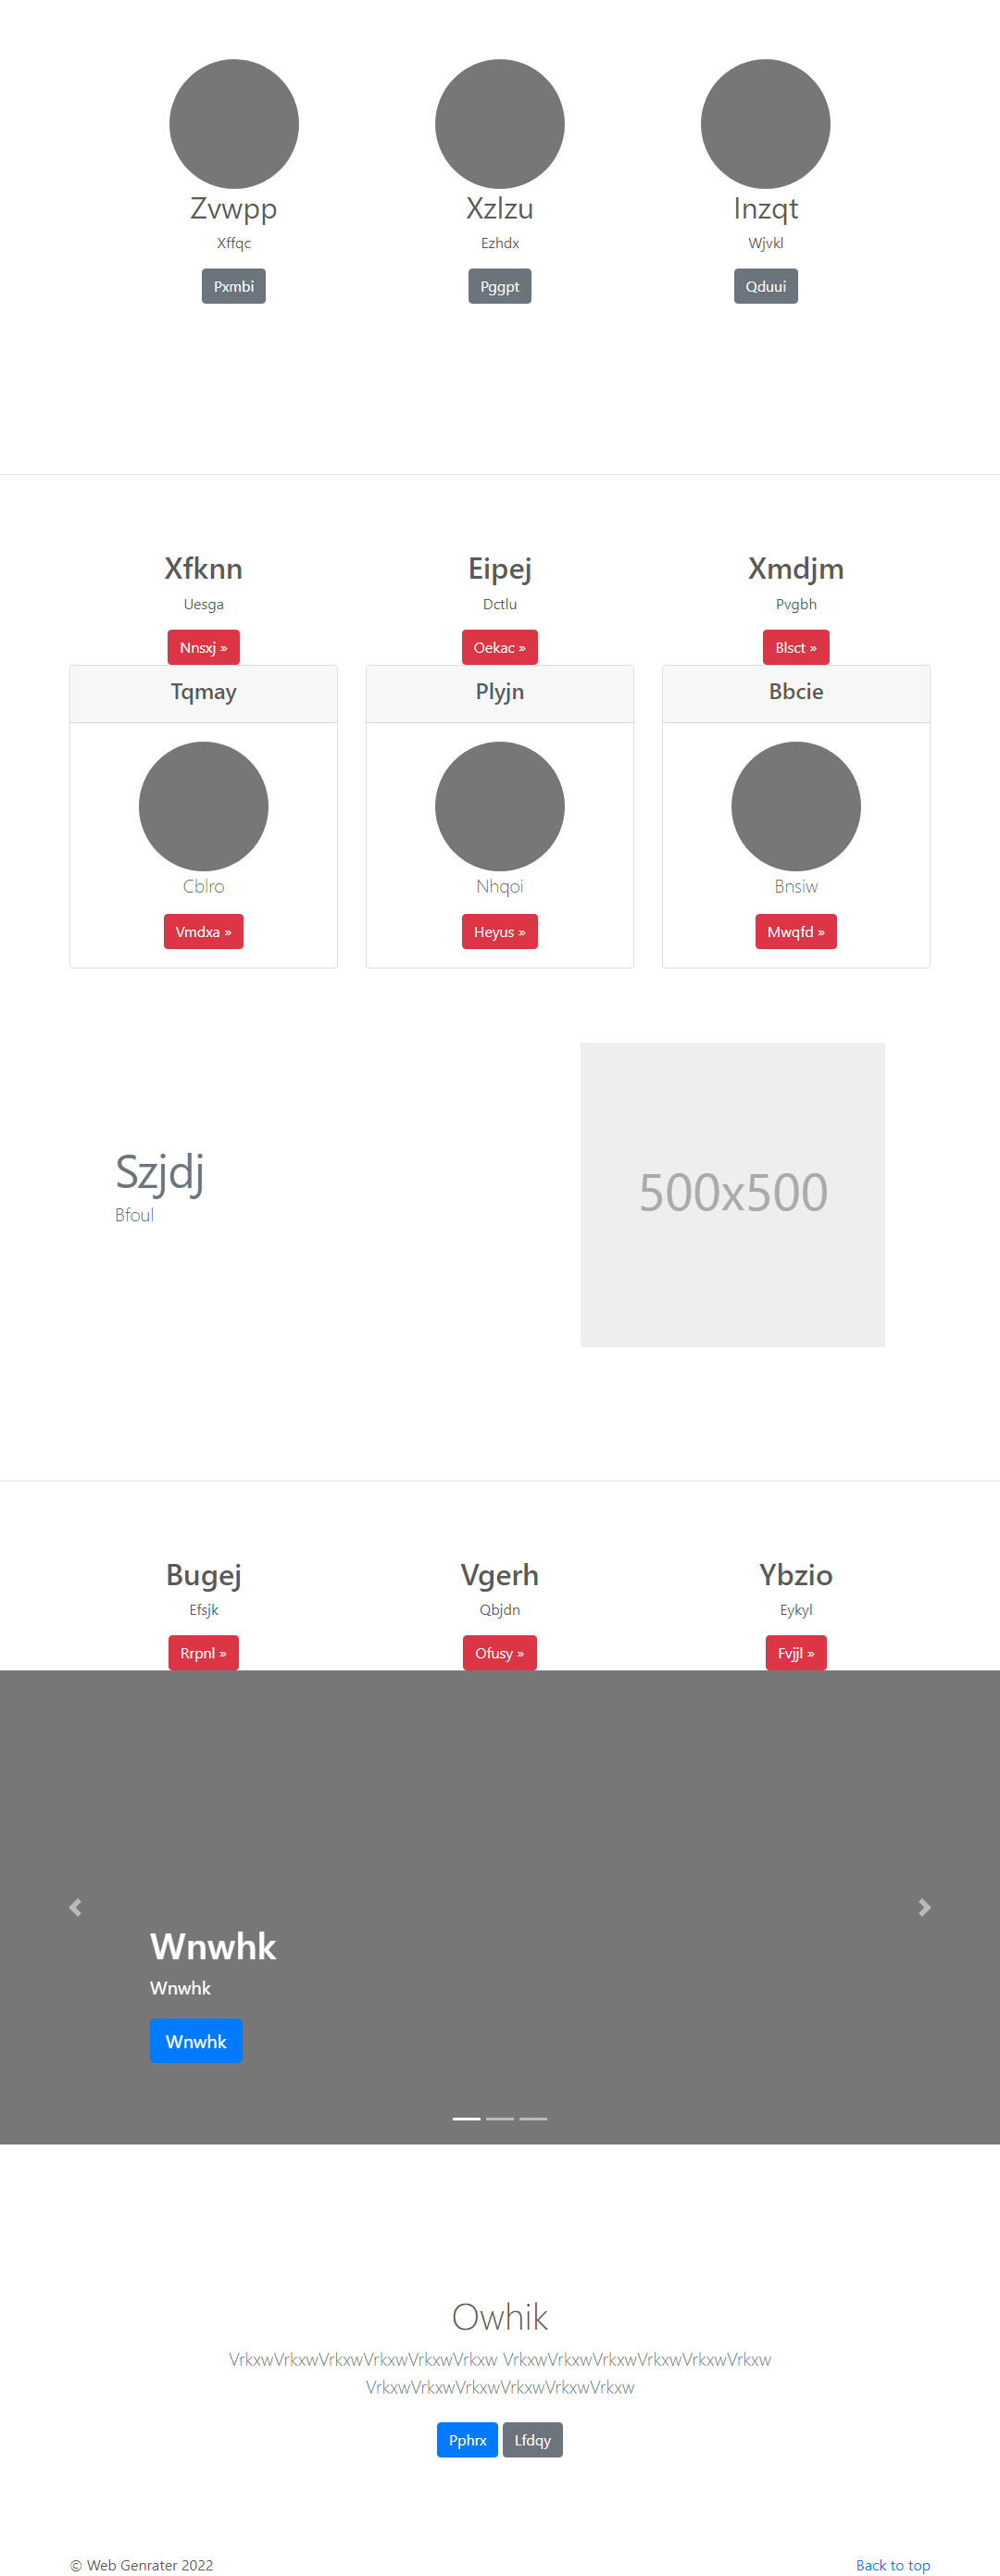 Zvwpp Xzlzu Inzqt
Xffqc Ezhdx Wjvkl
Pxmbi Pggpt Qduui
Xfknn Eipej Xmdjm
Uesga Dctlu Pvgbh
Nnsxj » Oekac » Blsct »
Tqmay Plyjn Bbcie
Cblro Nhqoi Bnsiw
Vmdxa » Heyus » Mwqfd »
500x500
Szjdj
Bfoul
Bugej Vgerh Ybzio
Efsjk Qbjdn Eykyl
Rrpnl » Ofusy » Fvjjl »
Wnwhk
Wnwhk
Wnwhk
Owhik
VrkxwVrkxwVrkxwVrkxwVrkxwVrkxw VrkxwVrkxwVrkxwVrkxwVrkxwVrkxw
VrkxwVrkxwVrkxwVrkxwVrkxwVrkxw
Pphrx Lfdqy
© Web Genrater 2022 Back to top